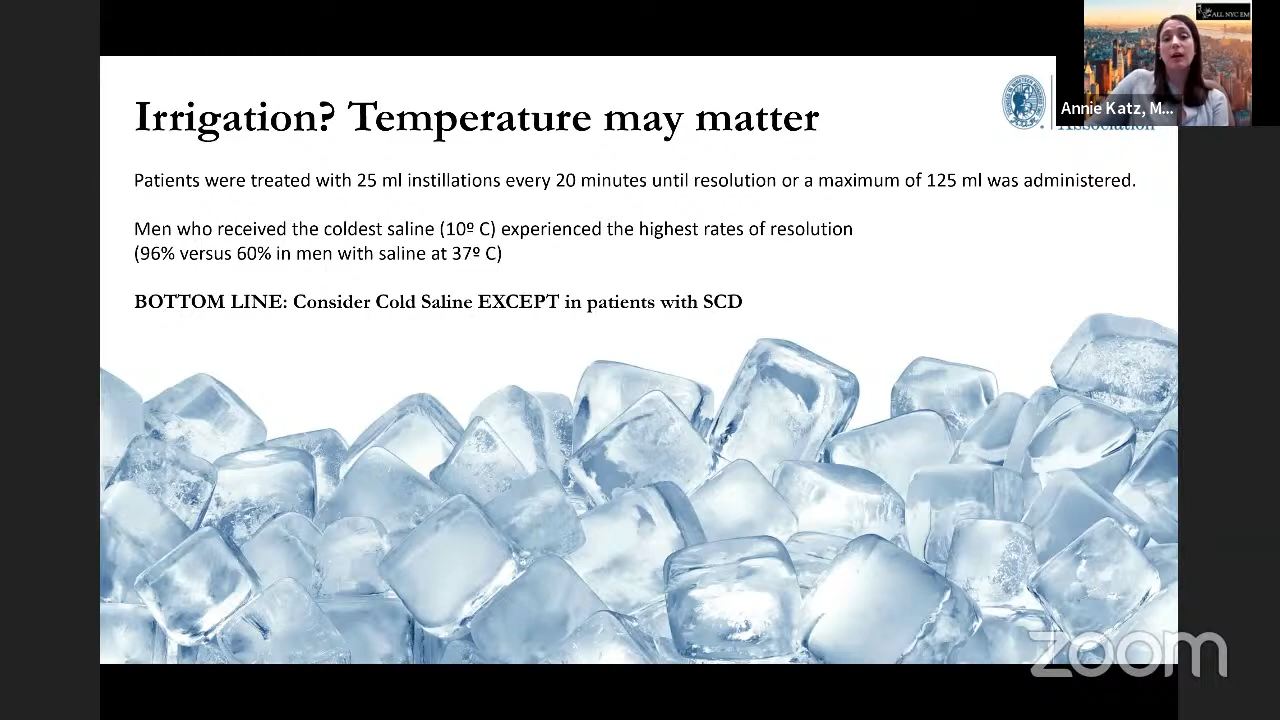 ALL NYC EM
Annie Katz, M...
Irrigation? Temperature may matter
Association
Patients were treated with 25 ml instillations every 20 minutes until resolution or a maximum of 125 ml was administered.
Men who received the coldest saline (10º C) experienced the highest rates of resolution
(96% versus 60% in men with saline at 37º C)
BOTTOM LINE: Consider Cold Saline EXCEPT in patients with SCD
zoom